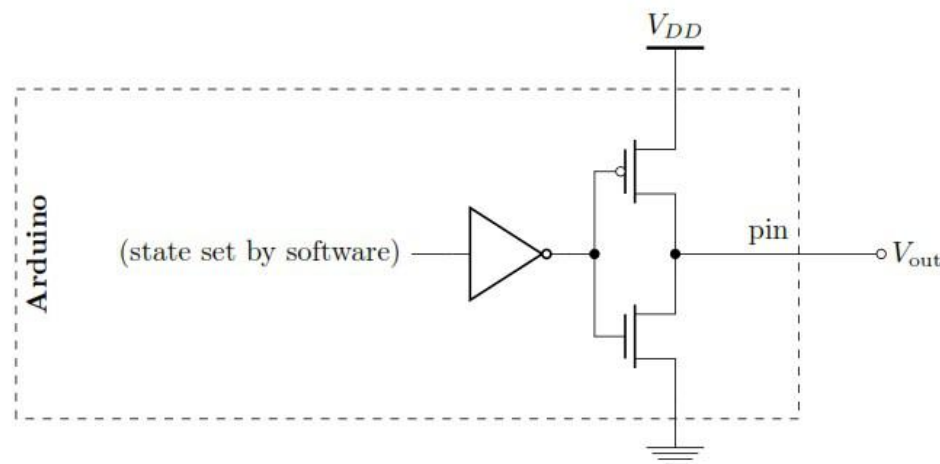 V_DD
Arduino
(state set by software)
pin
V_out